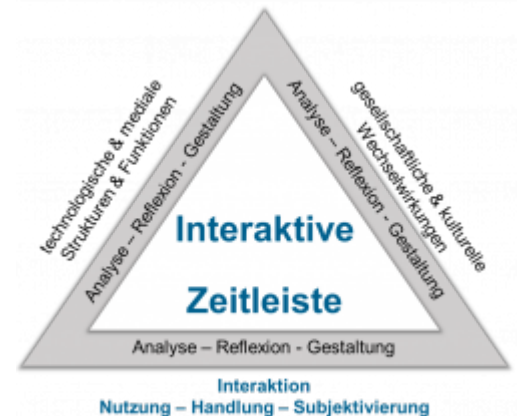 technologische & mediale
Strukturen & Funktionen
Analyse – Reflexion - Gestaltung
gesellschaftliche & kulturelle
Wechselwirkungen
Analyse – Reflexion - Gestaltung
Interaktive
Zeitleiste
Analyse – Reflexion - Gestaltung
Interaktion
Nutzung – Handlung – Subjektivierung